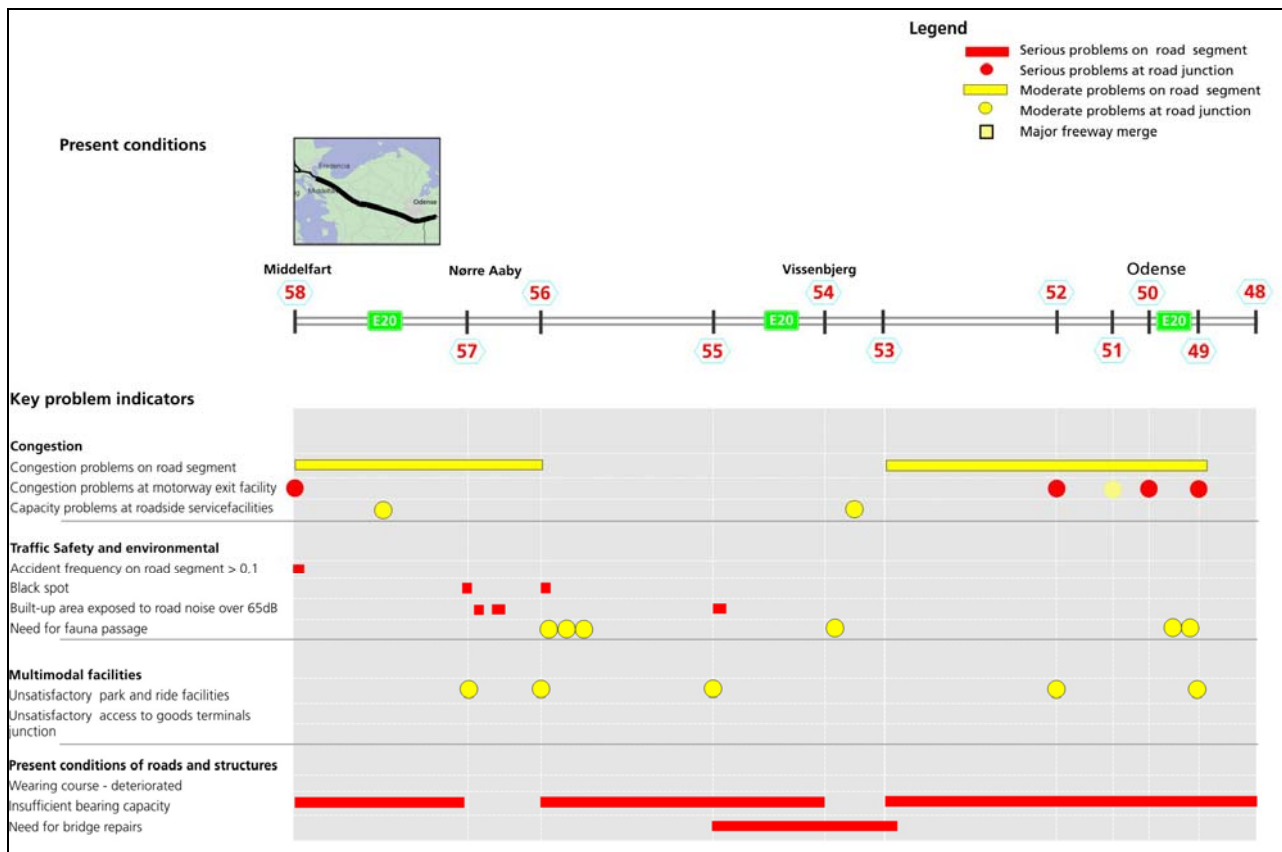 Legend
Serious problems on road segment
Serious problems at road junction
Moderate problems on road segment
Moderate problems at road junction
Major freeway merge
Present conditions
Fredericia
Middelfart
Odense
Middelfart
Nørre Aaby
Vissenbjerg
Odense
58
56
54
52
50
48
E20
E20
E20
57
55
53
51
49
Key problem indicators
Congestion
Congestion problems on road segment
Congestion problems at motorway exit facility
Capacity problems at roadside servicefacilities
Traffic Safety and environmental
Accident frequency on road segment > 0.1
Black spot
Built-up area exposed to road noise over 65dB
Need for fauna passage
Multimodal facilities
Unsatisfactory park and ride facilities
Unsatisfactory access to goods terminals
junction
Present conditions of roads and structures
Wearing course - deteriorated
Insufficient bearing capacity
Need for bridge repairs